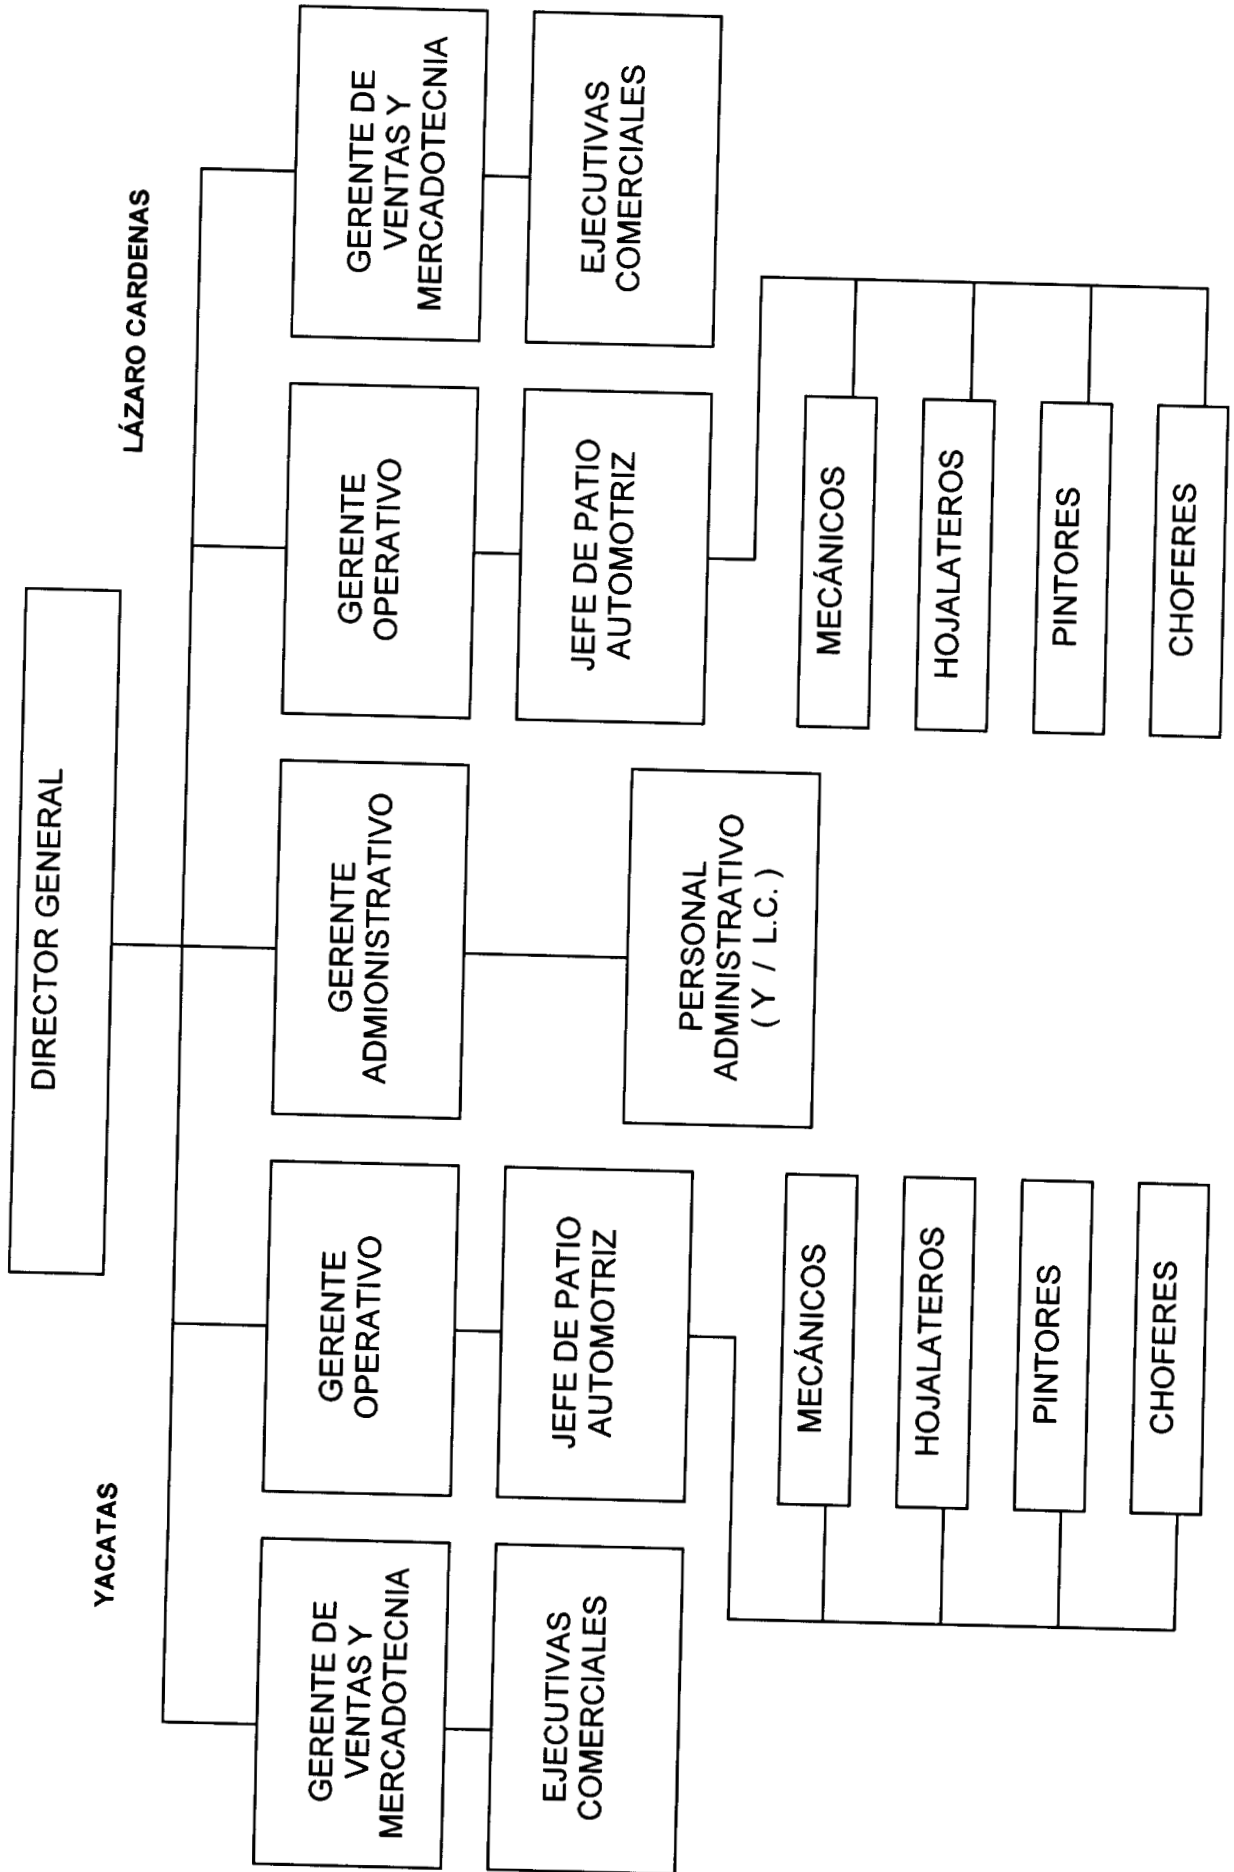 DIRECTOR GENERAL
YACATAS
LÁZARO CARDENAS
GERENTE DE
VENTAS Y
MERCADOTECNIA
GERENTE
OPERATIVO
GERENTE
ADMIONISTRATIVO
GERENTE
OPERATIVO
GERENTE DE
VENTAS Y
MERCADOTECNIA
EJECUTIVAS
COMERCIALES
JEFE DE PATIO
AUTOMOTRIZ
PERSONAL
ADMINISTRATIVO
( Y / L.C. )
JEFE DE PATIO
AUTOMOTRIZ
EJECUTIVAS
COMERCIALES
MECÁNICOS
HOJALATEROS
PINTORES
CHOFERES
MECÁNICOS
HOJALATEROS
PINTORES
CHOFERES